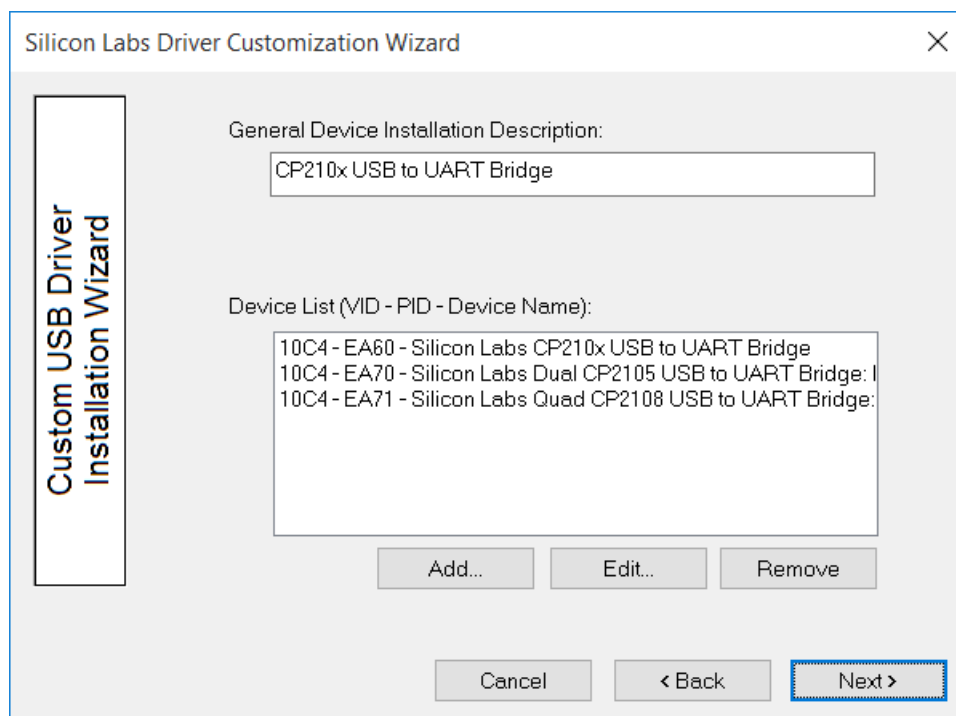 Silicon Labs Driver Customization Wizard
Custom USB Driver
Installation Wizard
General Device Installation Description:
CP210x USB to UART Bridge
Device List (VID - PID - Device Name):
10C4 - EA60 - Silicon Labs CP210x USB to UART Bridge
10C4 - EA70 - Silicon Labs Dual CP2105 USB to UART Bridge:
10C4 - EA71 - Silicon Labs Quad CP2108 USB to UART Bridge:
Add...
Edit...
Remove
Cancel
< Back
Next >